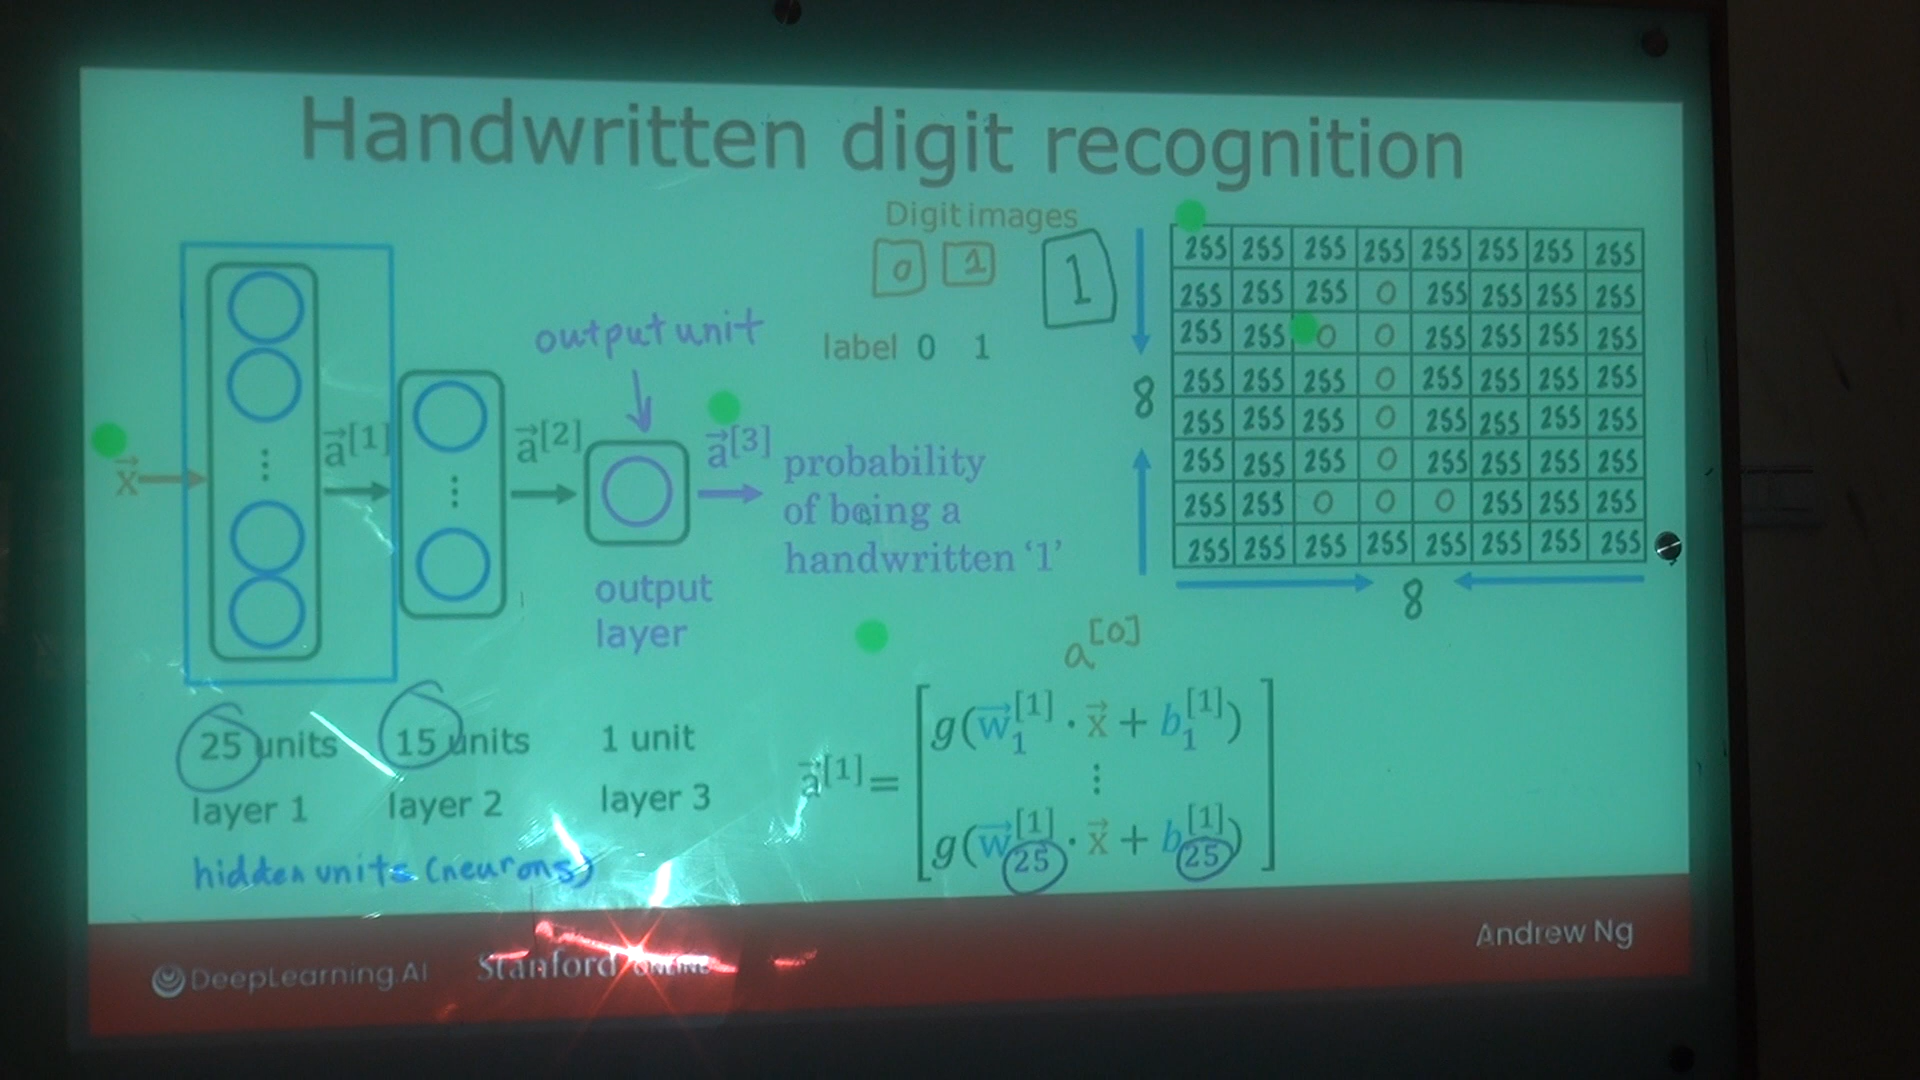 Handwritten digit recognition
Digit images
0 1
1
label 0 1
output unit
x⃗
a⃗[1]
⋮
a⃗[2]
⋮
a⃗[3]
probability
of being a
handwritten ‘1’
output
layer
25 units
15 units
1 unit
layer 1
layer 2
layer 3
hidden units (neurons)
255 255 255 255 255 255 255 255
255 255 255 0 255 255 255 255
255 255 0 0 255 255 255 255
255 255 255 0 255 255 255 255
255 255 255 0 255 255 255 255
255 255 255 0 255 255 255 255
255 255 0 0 0 255 255 255
255 255 255 255 255 255 255 255
8
8
a[0]
a⃗[1] =
g(w⃗1[1] · x⃗ + b1[1])
⋮
g(w⃗25[1] · x⃗ + b25[1])
DeepLearning.AI
Stanford ONLINE
Andrew Ng